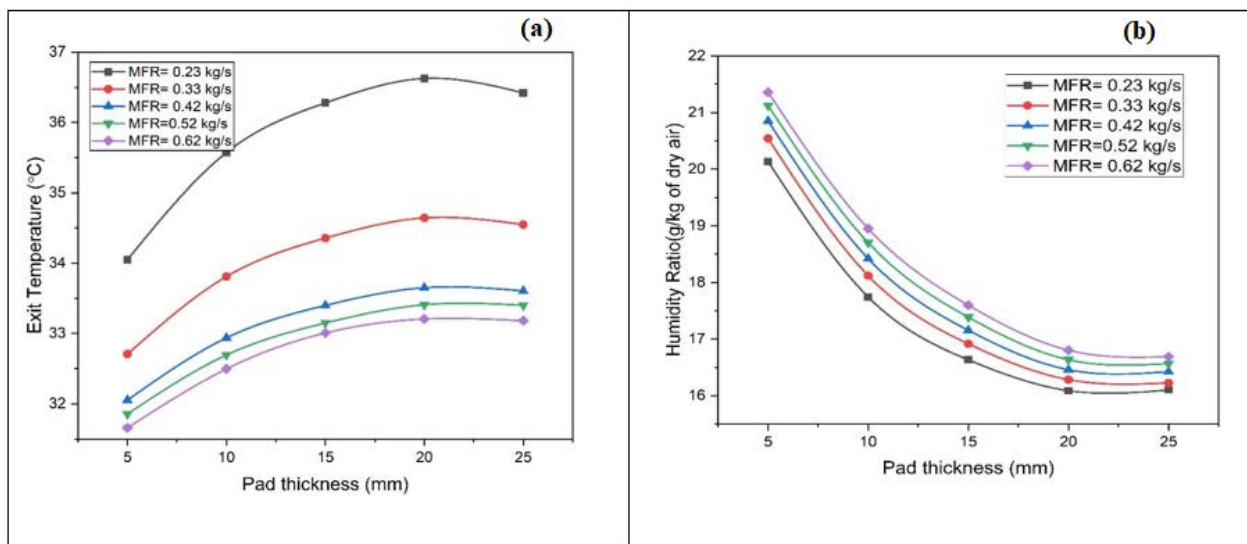 (a)
37
36
35
34
33
32
Exit Temperature (°C)
MFR= 0.23 kg/s
MFR= 0.33 kg/s
MFR= 0.42 kg/s
MFR=0.52 kg/s
MFR= 0.62 kg/s
5 10 15 20 25
Pad thickness (mm)
(b)
22
21
20
19
18
17
16
Humidity Ratio(g/kg of dry air)
MFR= 0.23 kg/s
MFR= 0.33 kg/s
MFR= 0.42 kg/s
MFR=0.52 kg/s
MFR= 0.62 kg/s
5 10 15 20 25
Pad thickness (mm)